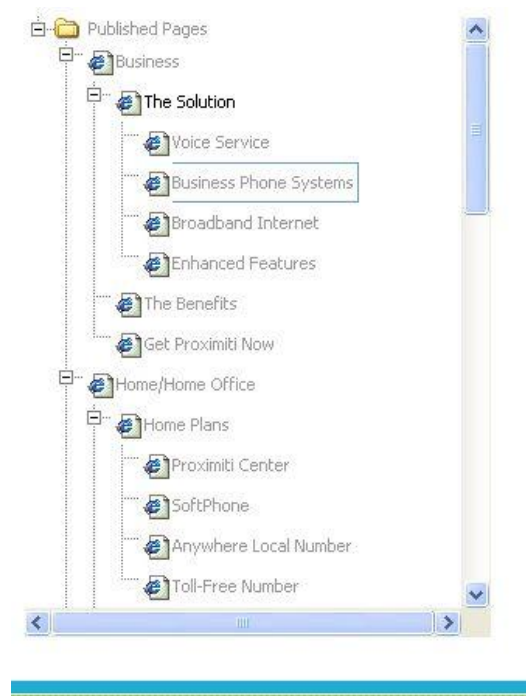 Published Pages
Business
The Solution
Voice Service
Business Phone Systems
Broadband Internet
Enhanced Features
The Benefits
Get Proximiti Now
Home/Home Office
Home Plans
Proximiti Center
SoftPhone
Anywhere Local Number
Toll-Free Number